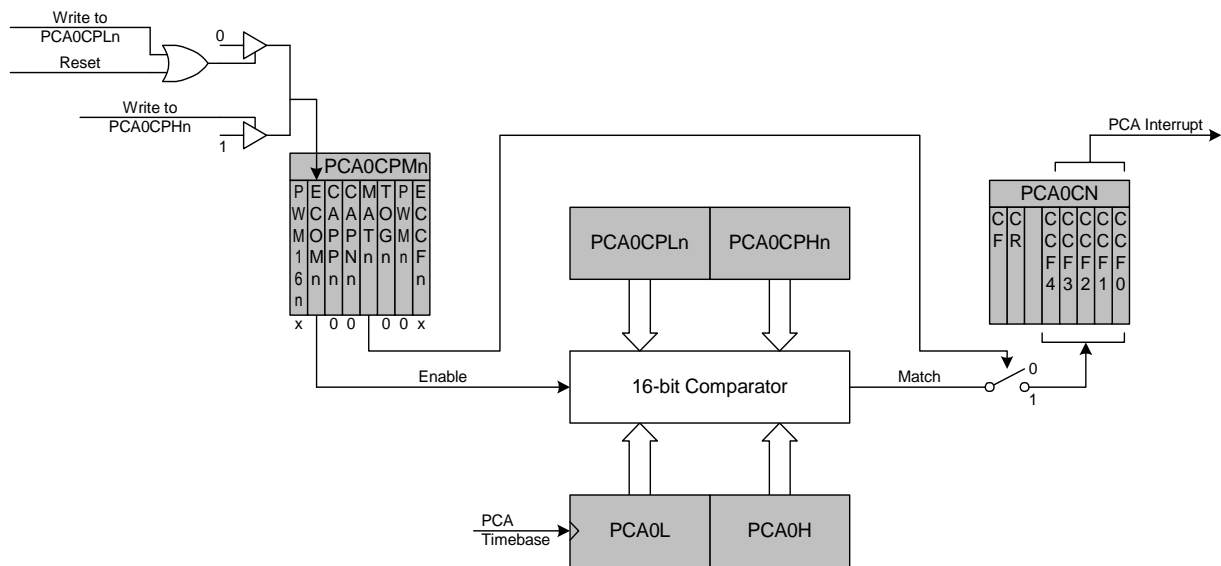 Write to
PCA0CPLn
Reset
0
Write to
PCA0CPHn
1
PCA Interrupt
PCA0CPMn
PWM16n
ECOMn
CAPPn
CAPNn
MATn
TOGn
PWMn
ECCFn
x 0 0 0 0 x
PCA0CN
CF
CR
CCF4
CCF3
CCF2
CCF1
CCF0
PCA0CPLn
PCA0CPHn
Enable
16-bit Comparator
Match
0
1
PCA
Timebase
PCA0L
PCA0H